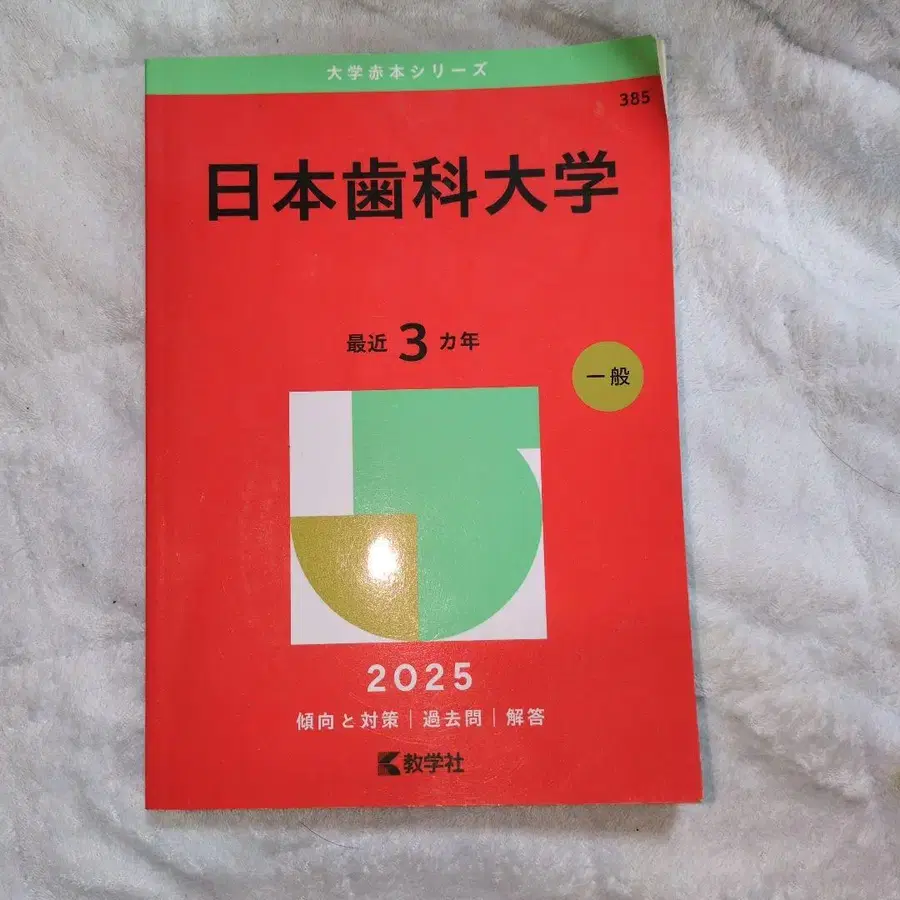 大学赤本シリーズ
385
日本歯科大学
最近 3 カ年
一般
2025
傾向と対策｜過去問｜解答
教学社